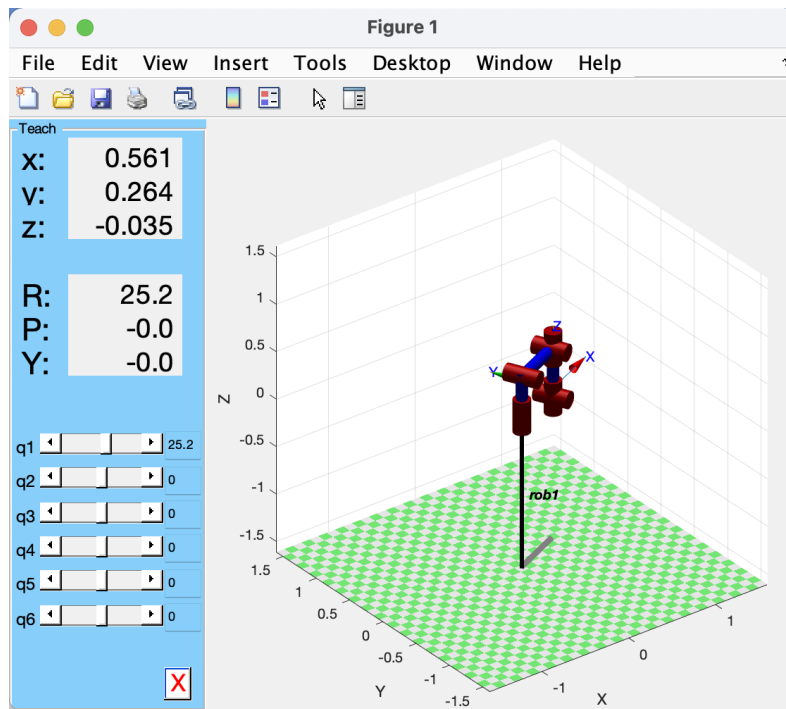 Figure 1
File Edit View Insert Tools Desktop Window Help
Teach
x: 0.561
y: 0.264
z: -0.035
R: 25.2
P: -0.0
Y: -0.0
q1 25.2
q2 0
q3 0
q4 0
q5 0
q6 0
X
1.5
1
0.5
0
-0.5
-1
-1.5
Z
Z
X
Y
rob1
1.5
1
0.5
0
-0.5
-1
-1.5
Y
-1
0
1
X